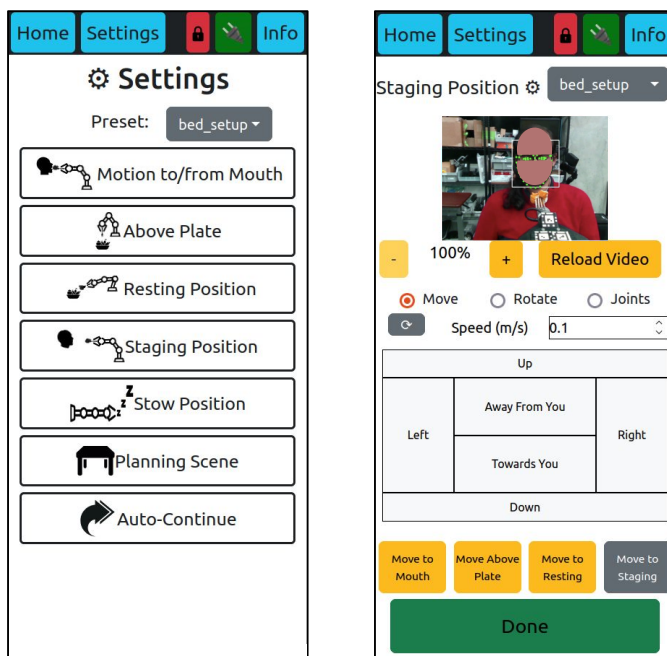 Home Settings Info
Settings
Preset: bed_setup
Motion to/from Mouth
Above Plate
Resting Position
Staging Position
Z z z
Stow Position
Planning Scene
Auto-Continue
Home Settings Info
Staging Position bed_setup
- 100% + Reload Video
Move Rotate Joints
Speed (m/s) 0.1
Up
Away From You
Left Right
Towards You
Down
Move to Mouth Move Above Plate Move to Resting Move to Staging
Done